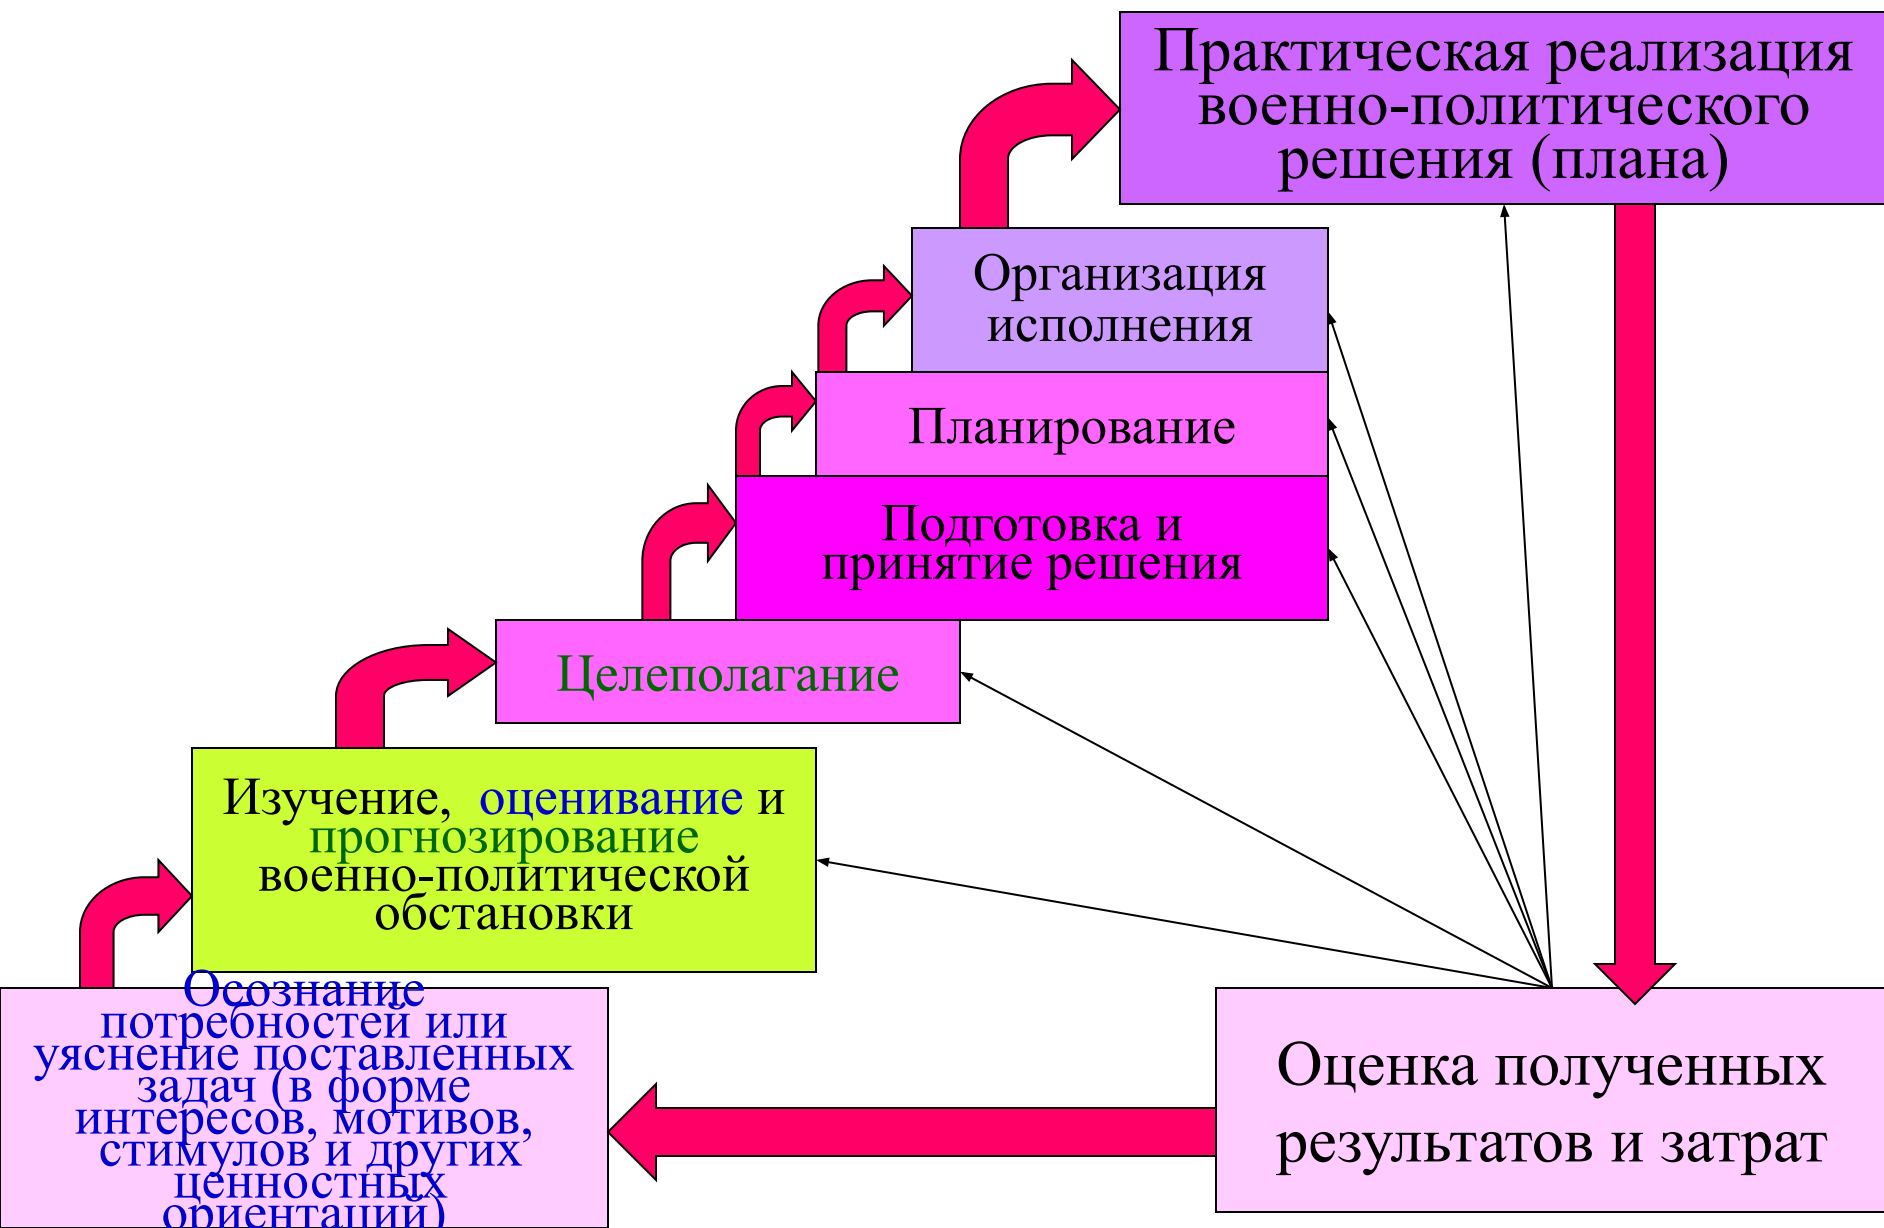 Практическая реализация
военно-политического
решения (плана)
Организация
исполнения
Планирование
Подготовка и
принятие решения
Целеполагание
Изучение, оценивание и
прогнозирование
военно-политической
обстановки
Осознание
потребностей или
уяснение поставленных
задач (в форме
интересов, мотивов,
стимулов и других
ценностных
ориентаций)
Оценка полученных
результатов и затрат